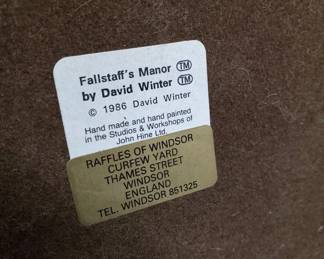 Fallstaff's Manor TM
by David Winter TM
© 1986 David Winter
Hand made and hand painted
in the Studios & Workshops of
John Hine Ltd.
RAFFLES OF WINDSOR
CURFEW YARD
THAMES STREET
WINDSOR
ENGLAND
TEL. WINDSOR 851325